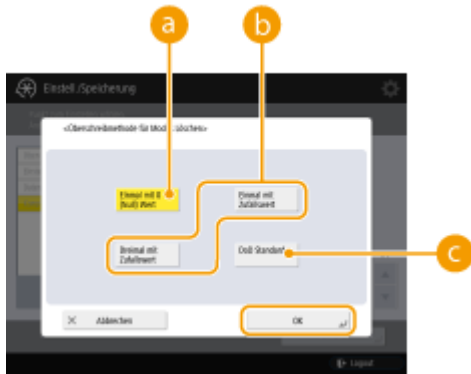 a
b
Einstell./Speicherung
<Überschreibmethode für Modus löschen>
Einmal mit 0
(Null) Wert
Einmal mit
Zufallswert
Dreimal mit
Zufallswert
DoD Standard
c
Abbrechen
OK
Logout